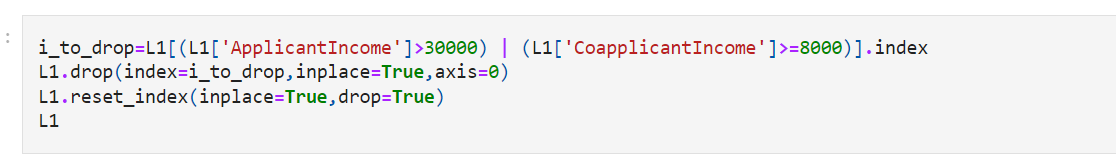 :
i_to_drop=L1[(L1['ApplicantIncome']>30000) | (L1['CoapplicantIncome']>=8000)].index
L1.drop(index=i_to_drop,inplace=True,axis=0)
L1.reset_index(inplace=True,drop=True)
L1